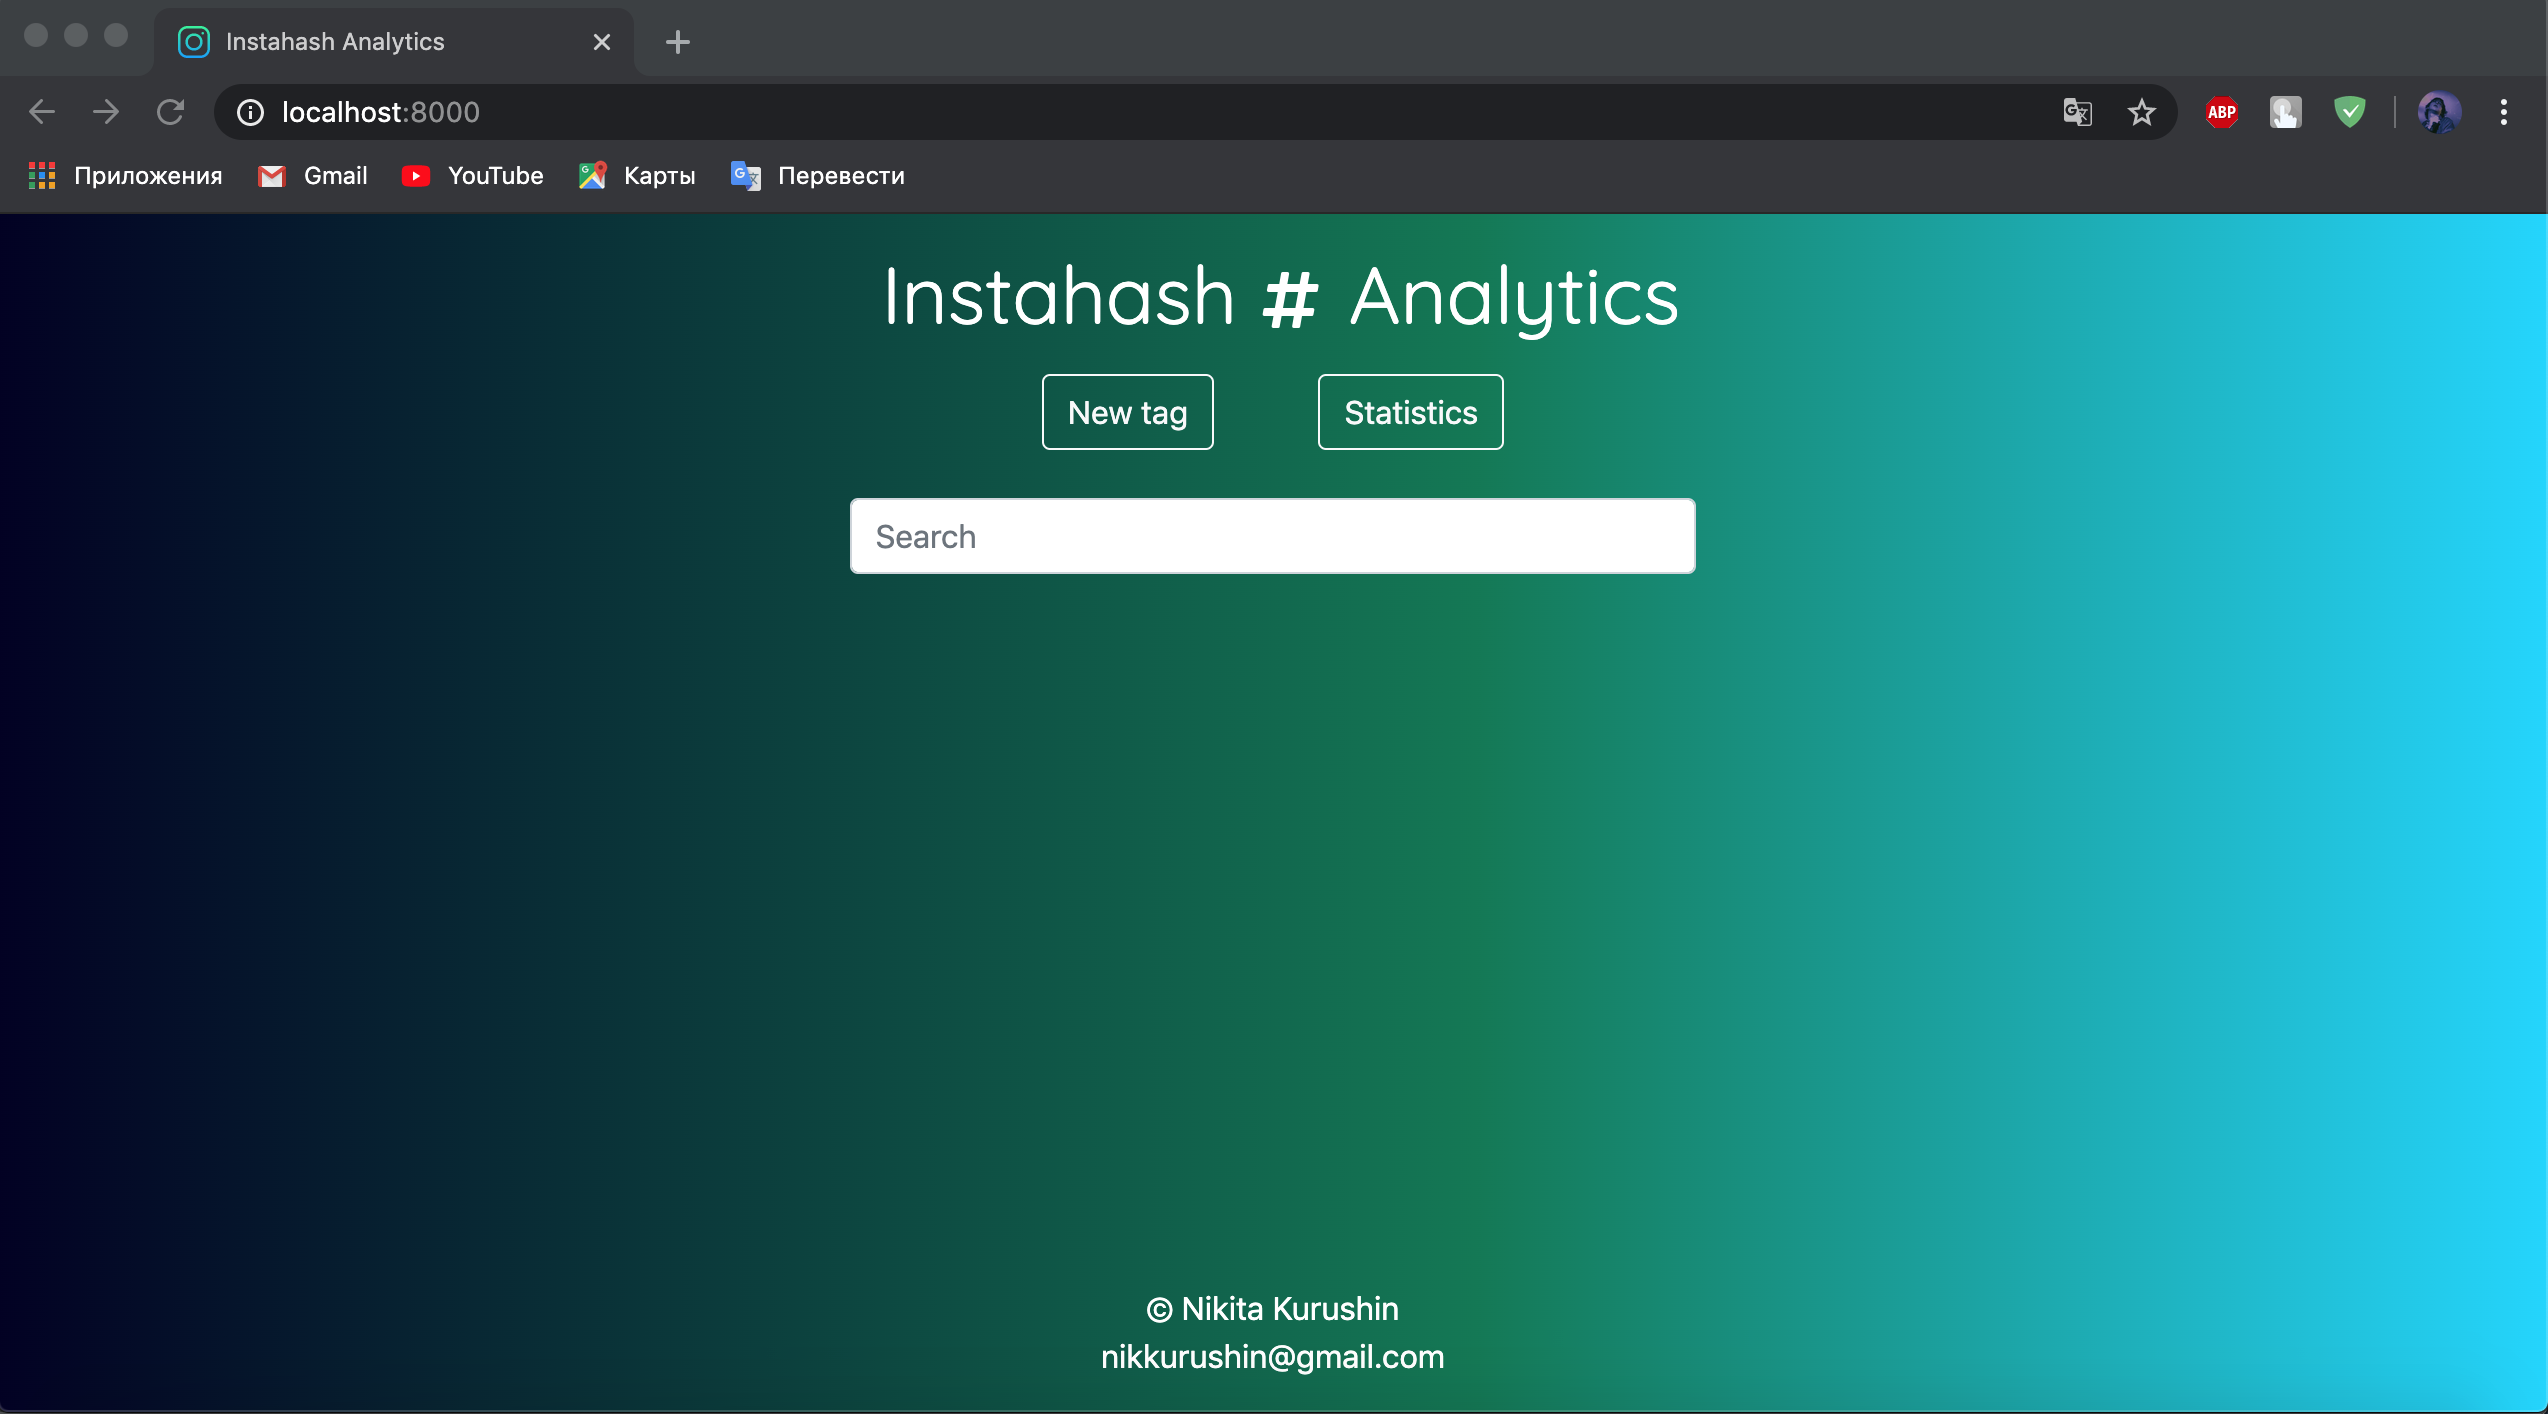 Instahash Analytics
localhost:8000
ABP
Приложения Gmail YouTube Карты Перевести
Instahash # Analytics
New tag Statistics
Search
© Nikita Kurushin
nikkurushin@gmail.com